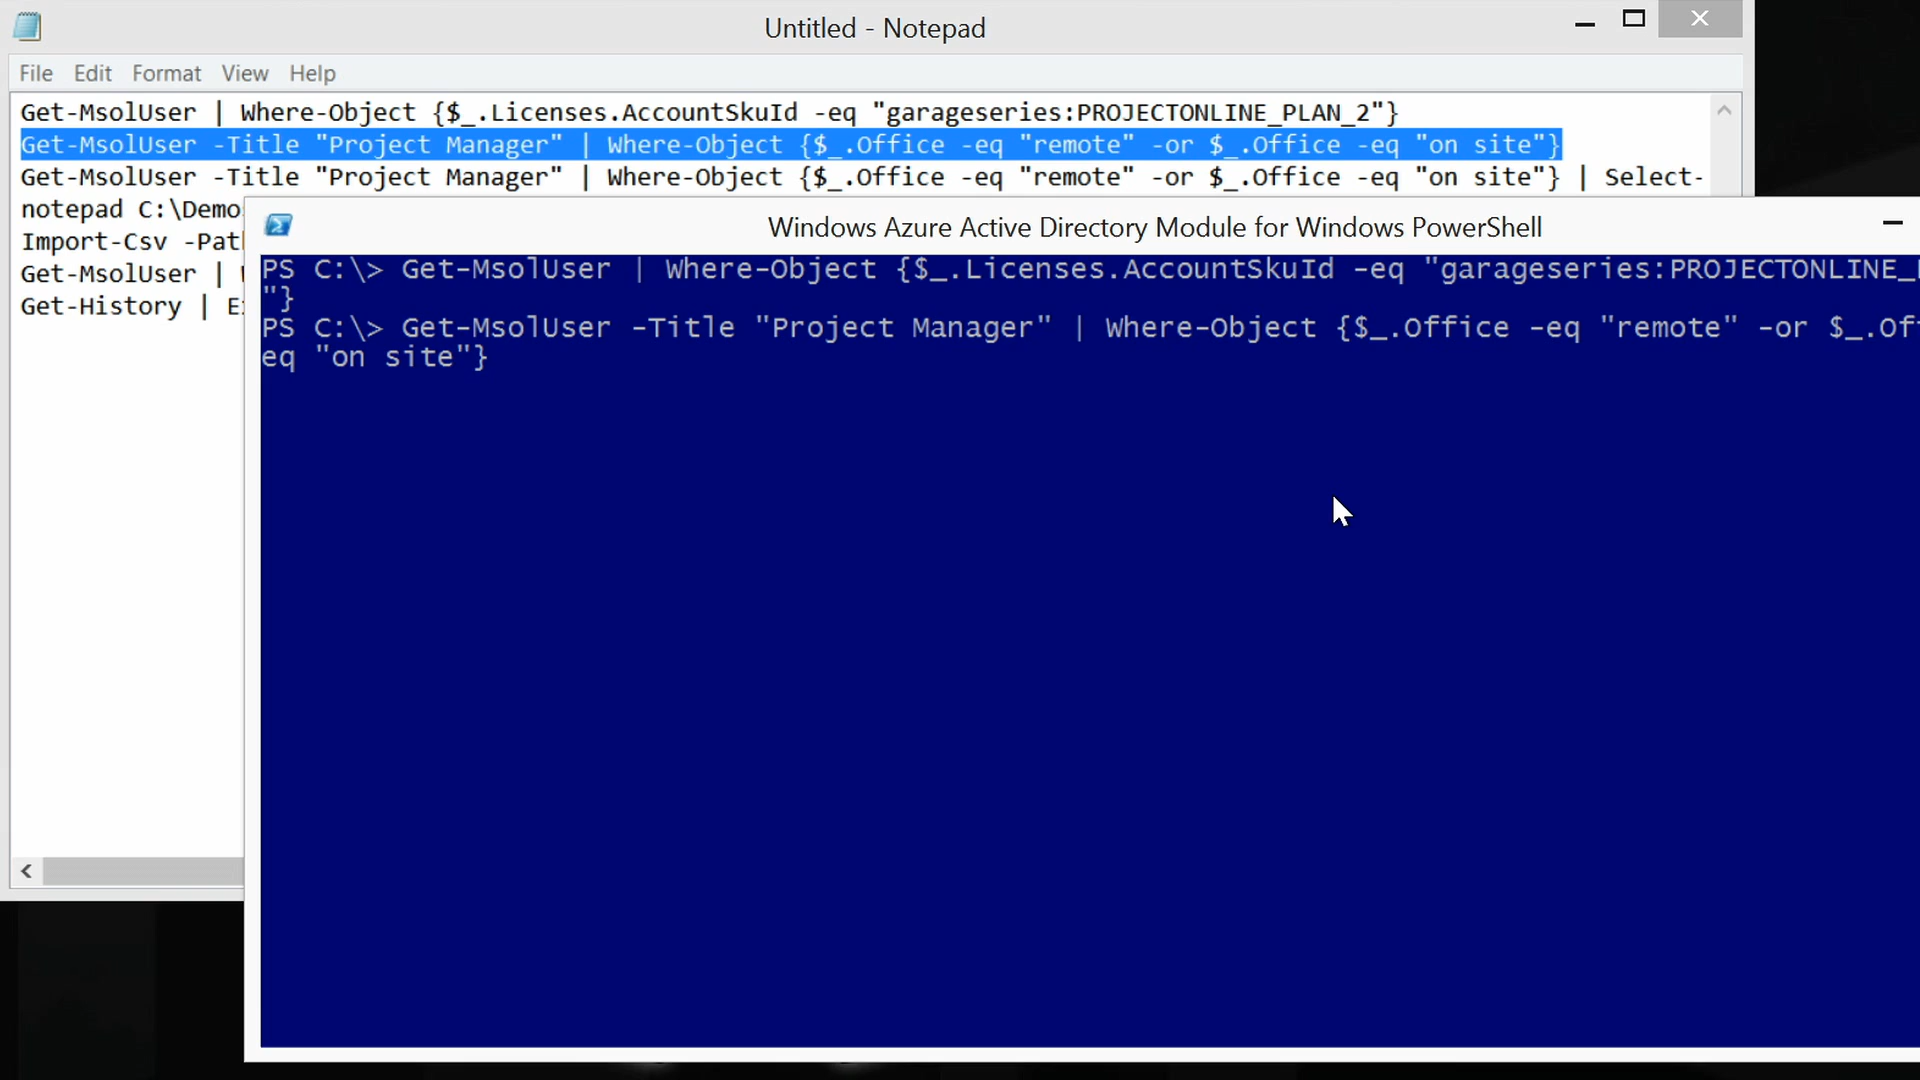 Untitled - Notepad
File Edit Format View Help
Get-MsolUser | Where-Object {$_.Licenses.AccountSkuId -eq "garageseries:PROJECTONLINE_PLAN_2"}
Get-MsolUser -Title "Project Manager" | Where-Object {$_.Office -eq "remote" -or $_.Office -eq "on site"}
Get-MsolUser -Title "Project Manager" | Where-Object {$_.Office -eq "remote" -or $_.Office -eq "on site"} | Select-
notepad C:\Demo
Import-Csv -Pat
Get-MsolUser |
Get-History | E
Windows Azure Active Directory Module for Windows PowerShell
PS C:\> Get-MsolUser | Where-Object {$_.Licenses.AccountSkuId -eq "garageseries:PROJECTONLINE_
"}
PS C:\> Get-MsolUser -Title "Project Manager" | Where-Object {$_.Office -eq "remote" -or $_.Of
eq "on site"}